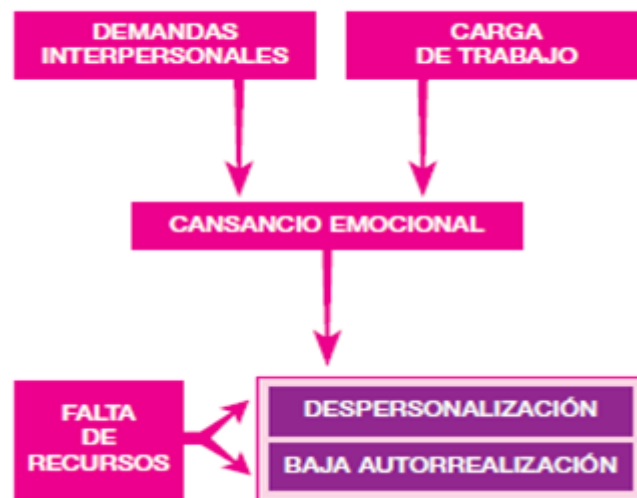 DEMANDAS
INTERPERSONALES
CARGA
DE TRABAJO
CANSANCIO EMOCIONAL
FALTA
DE
RECURSOS
DESPERSONALIZACIÓN
BAJA AUTORREALIZACIÓN